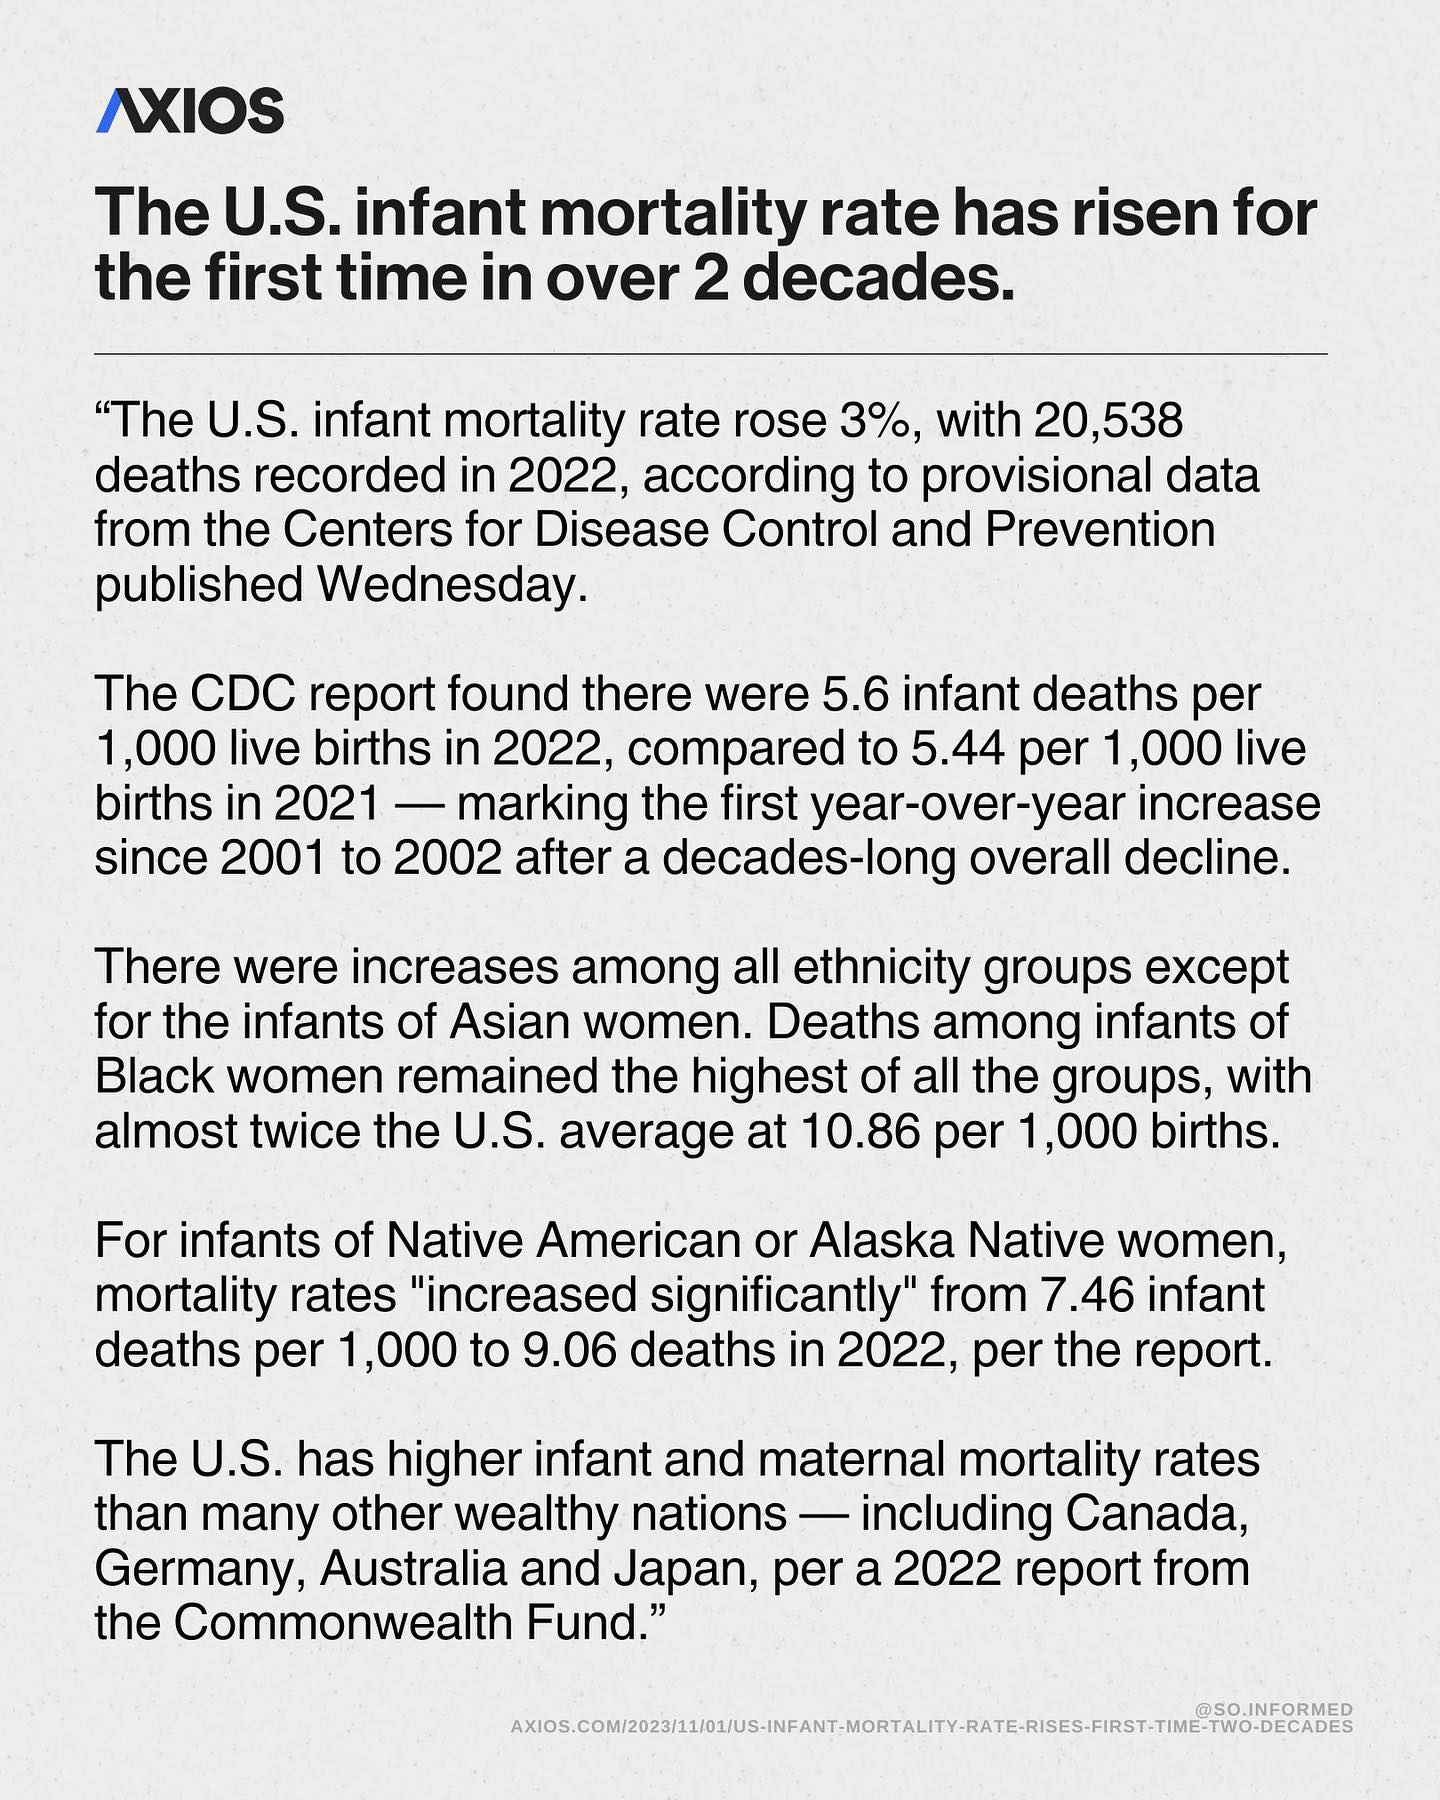 AXIOS
The U.S. infant mortality rate has risen for
the first time in over 2 decades.
“The U.S. infant mortality rate rose 3%, with 20,538
deaths recorded in 2022, according to provisional data
from the Centers for Disease Control and Prevention
published Wednesday.
The CDC report found there were 5.6 infant deaths per
1,000 live births in 2022, compared to 5.44 per 1,000 live
births in 2021 — marking the first year-over-year increase
since 2001 to 2002 after a decades-long overall decline.
There were increases among all ethnicity groups except
for the infants of Asian women. Deaths among infants of
Black women remained the highest of all the groups, with
almost twice the U.S. average at 10.86 per 1,000 births.
For infants of Native American or Alaska Native women,
mortality rates "increased significantly" from 7.46 infant
deaths per 1,000 to 9.06 deaths in 2022, per the report.
The U.S. has higher infant and maternal mortality rates
than many other wealthy nations — including Canada,
Germany, Australia and Japan, per a 2022 report from
the Commonwealth Fund.”
@SO.INFORMED
AXIOS.COM/2023/11/01/US-INFANT-MORTALITY-RATE-RISES-FIRST-TIME-TWO-DECADES